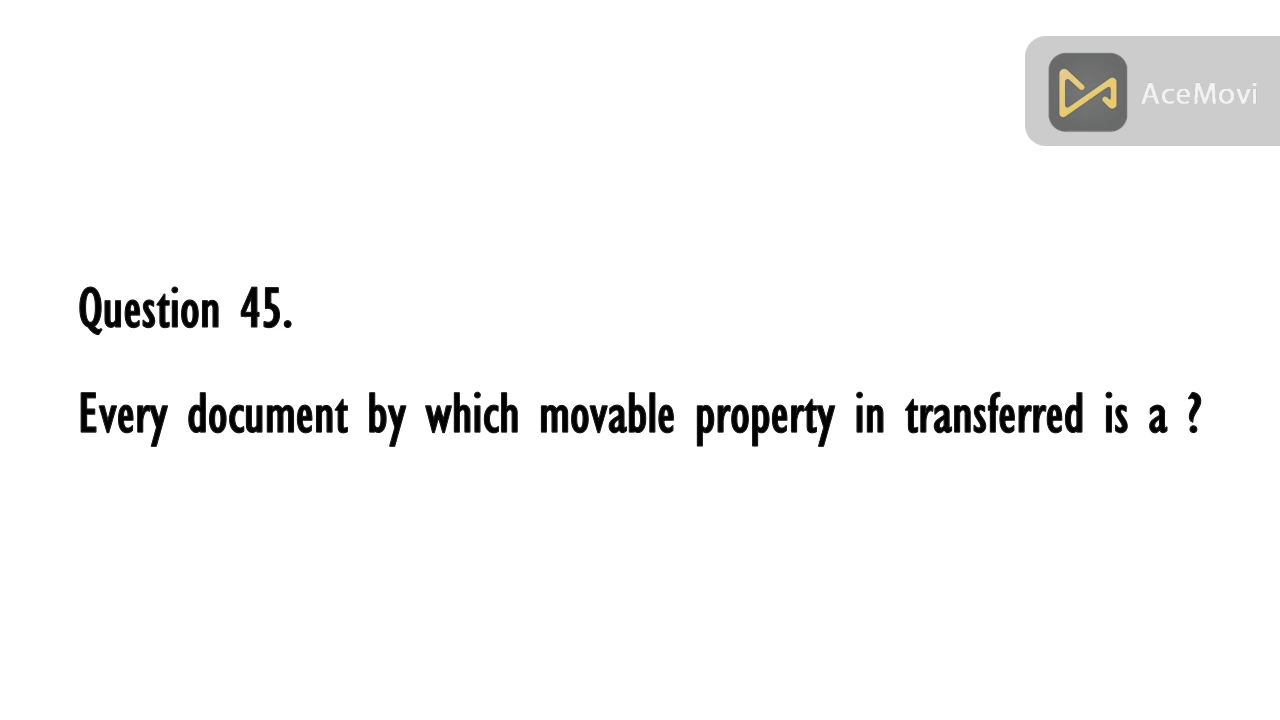 AceMovi
Question 45.
Every document by which movable property in transferred is a ?